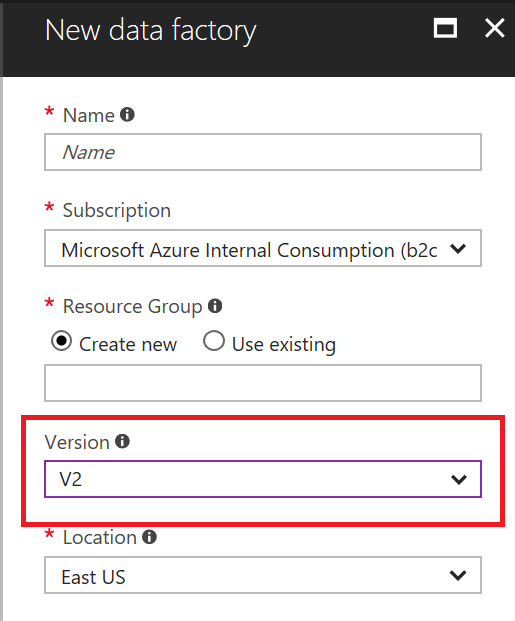 New data factory
* Name
Name
* Subscription
Microsoft Azure Internal Consumption (b2c
* Resource Group
Create new Use existing
Version
V2
* Location
East US